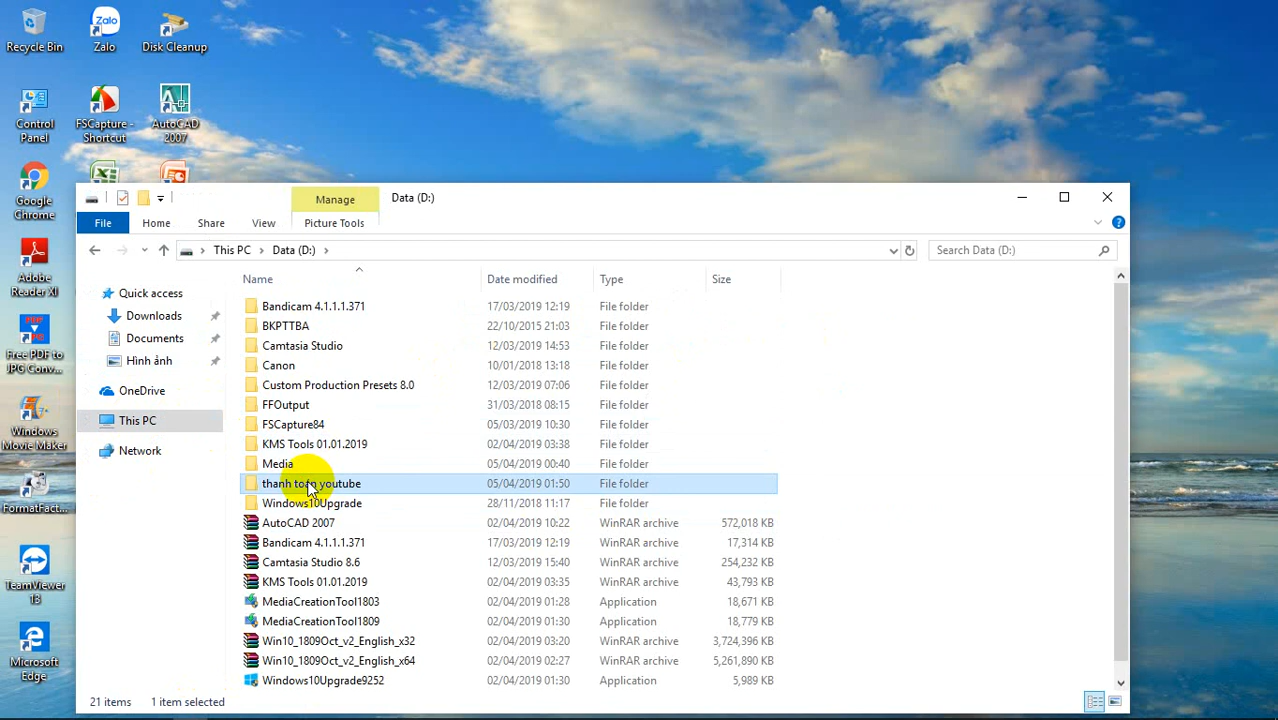 Recycle Bin
Zalo
Disk Cleanup
Control Panel
FSCapture - Shortcut
AutoCAD 2007
Google Chrome
Adobe Reader XI
Free PDF to JPG Conv...
Windows Movie Maker
FormatFact...
TeamViewer 13
Microsoft Edge
Manage
Data (D:)
File
Home
Share
View
Picture Tools
This PC
Data (D:)
Search Data (D:)
Quick access
Downloads
Documents
Hình ảnh
OneDrive
This PC
Network
Name Date modified Type Size
Bandicam 4.1.1.1.371 17/03/2019 12:19 File folder
BKPTTBA 22/10/2015 21:03 File folder
Camtasia Studio 12/03/2019 14:53 File folder
Canon 10/01/2018 13:18 File folder
Custom Production Presets 8.0 12/03/2019 07:06 File folder
FFOutput 31/03/2018 08:15 File folder
FSCapture84 05/03/2019 10:30 File folder
KMS Tools 01.01.2019 02/04/2019 03:38 File folder
Media 05/04/2019 00:40 File folder
thanh toán youtube 05/04/2019 01:50 File folder
Windows10Upgrade 28/11/2018 11:17 File folder
AutoCAD 2007 02/04/2019 10:22 WinRAR archive 572,018 KB
Bandicam 4.1.1.1.371 17/03/2019 12:19 WinRAR archive 17,314 KB
Camtasia Studio 8.6 12/03/2019 15:40 WinRAR archive 254,232 KB
KMS Tools 01.01.2019 02/04/2019 03:35 WinRAR archive 43,793 KB
MediaCreationTool1803 02/04/2019 01:28 Application 18,671 KB
MediaCreationTool1809 02/04/2019 01:30 Application 18,779 KB
Win10_1809Oct_v2_English_x32 02/04/2019 03:20 WinRAR archive 3,724,396 KB
Win10_1809Oct_v2_English_x64 02/04/2019 02:27 WinRAR archive 5,261,890 KB
Windows10Upgrade9252 02/04/2019 01:30 Application 5,989 KB
21 items 1 item selected